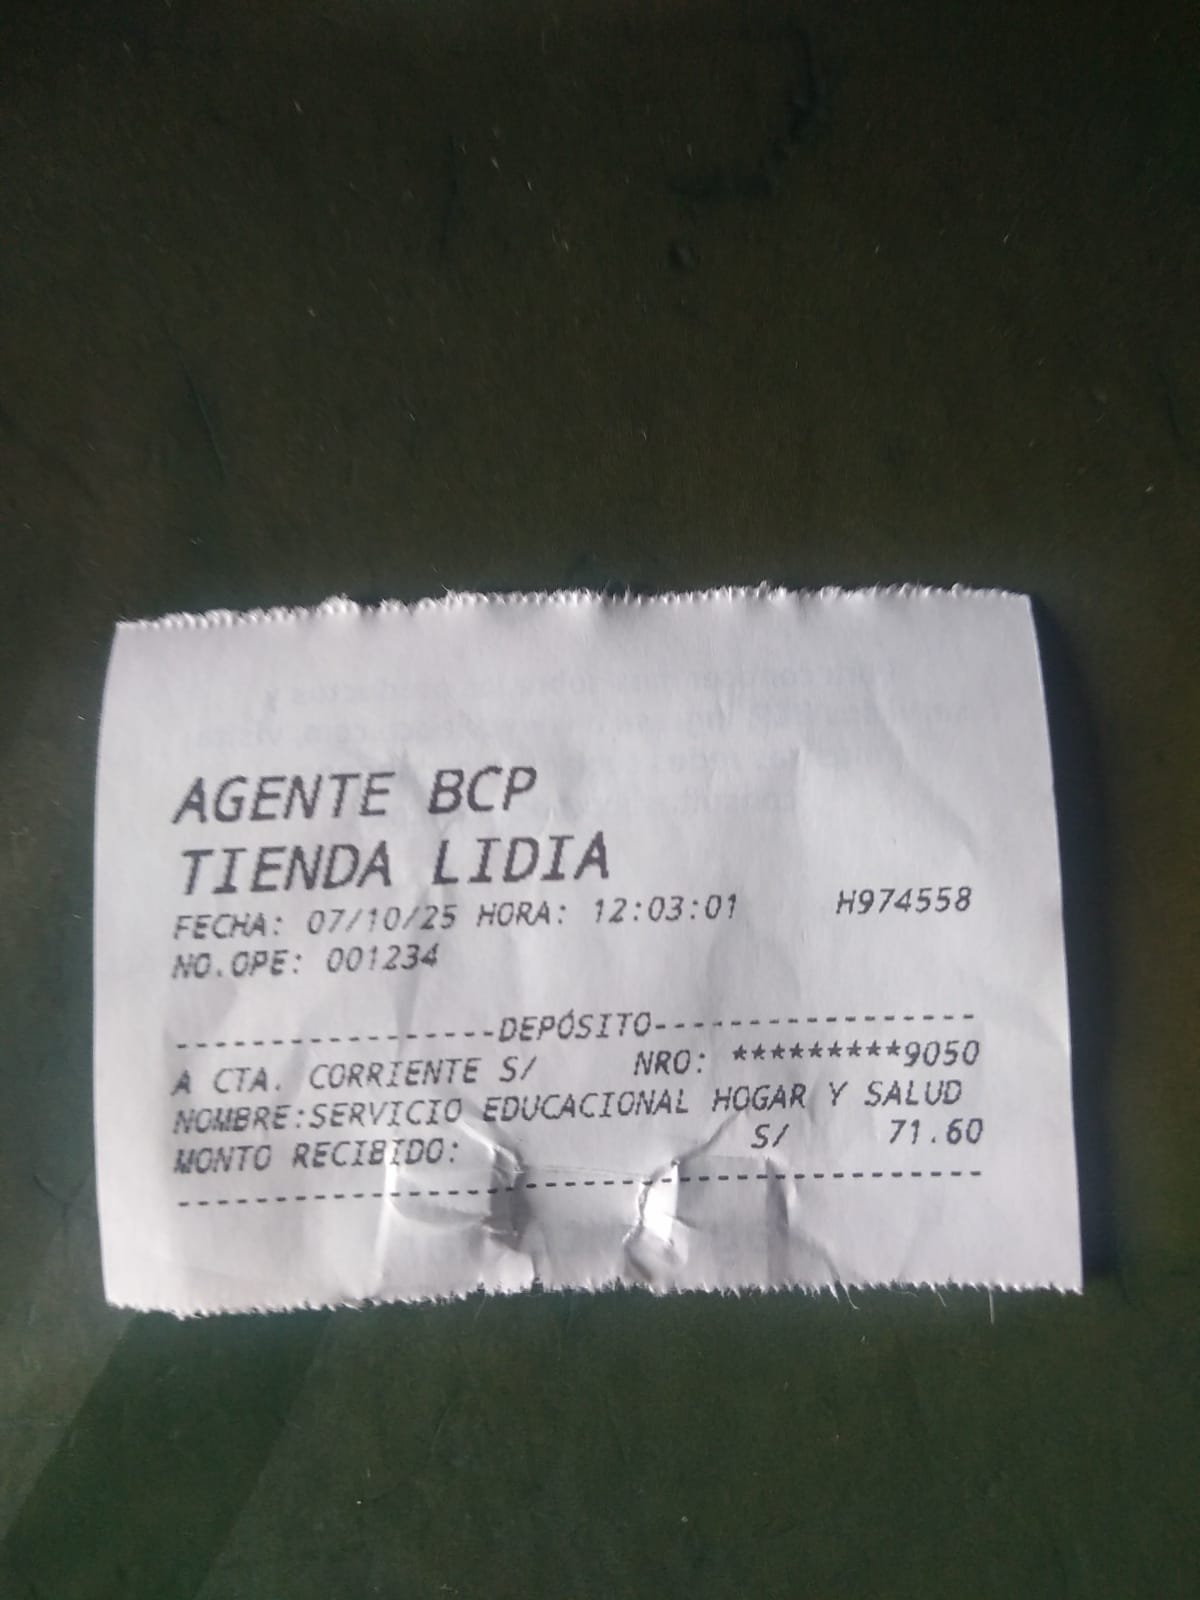 AGENTE BCP
TIENDA LIDIA
FECHA: 07/10/25 HORA: 12:03:01 H974558
NO.OPE: 001234
-----------------DEPÓSITO-----------------
A CTA. CORRIENTE S/ NRO: *********9050
NOMBRE:SERVICIO EDUCACIONAL HOGAR Y SALUD
MONTO RECIBIDO: S/ 71.60